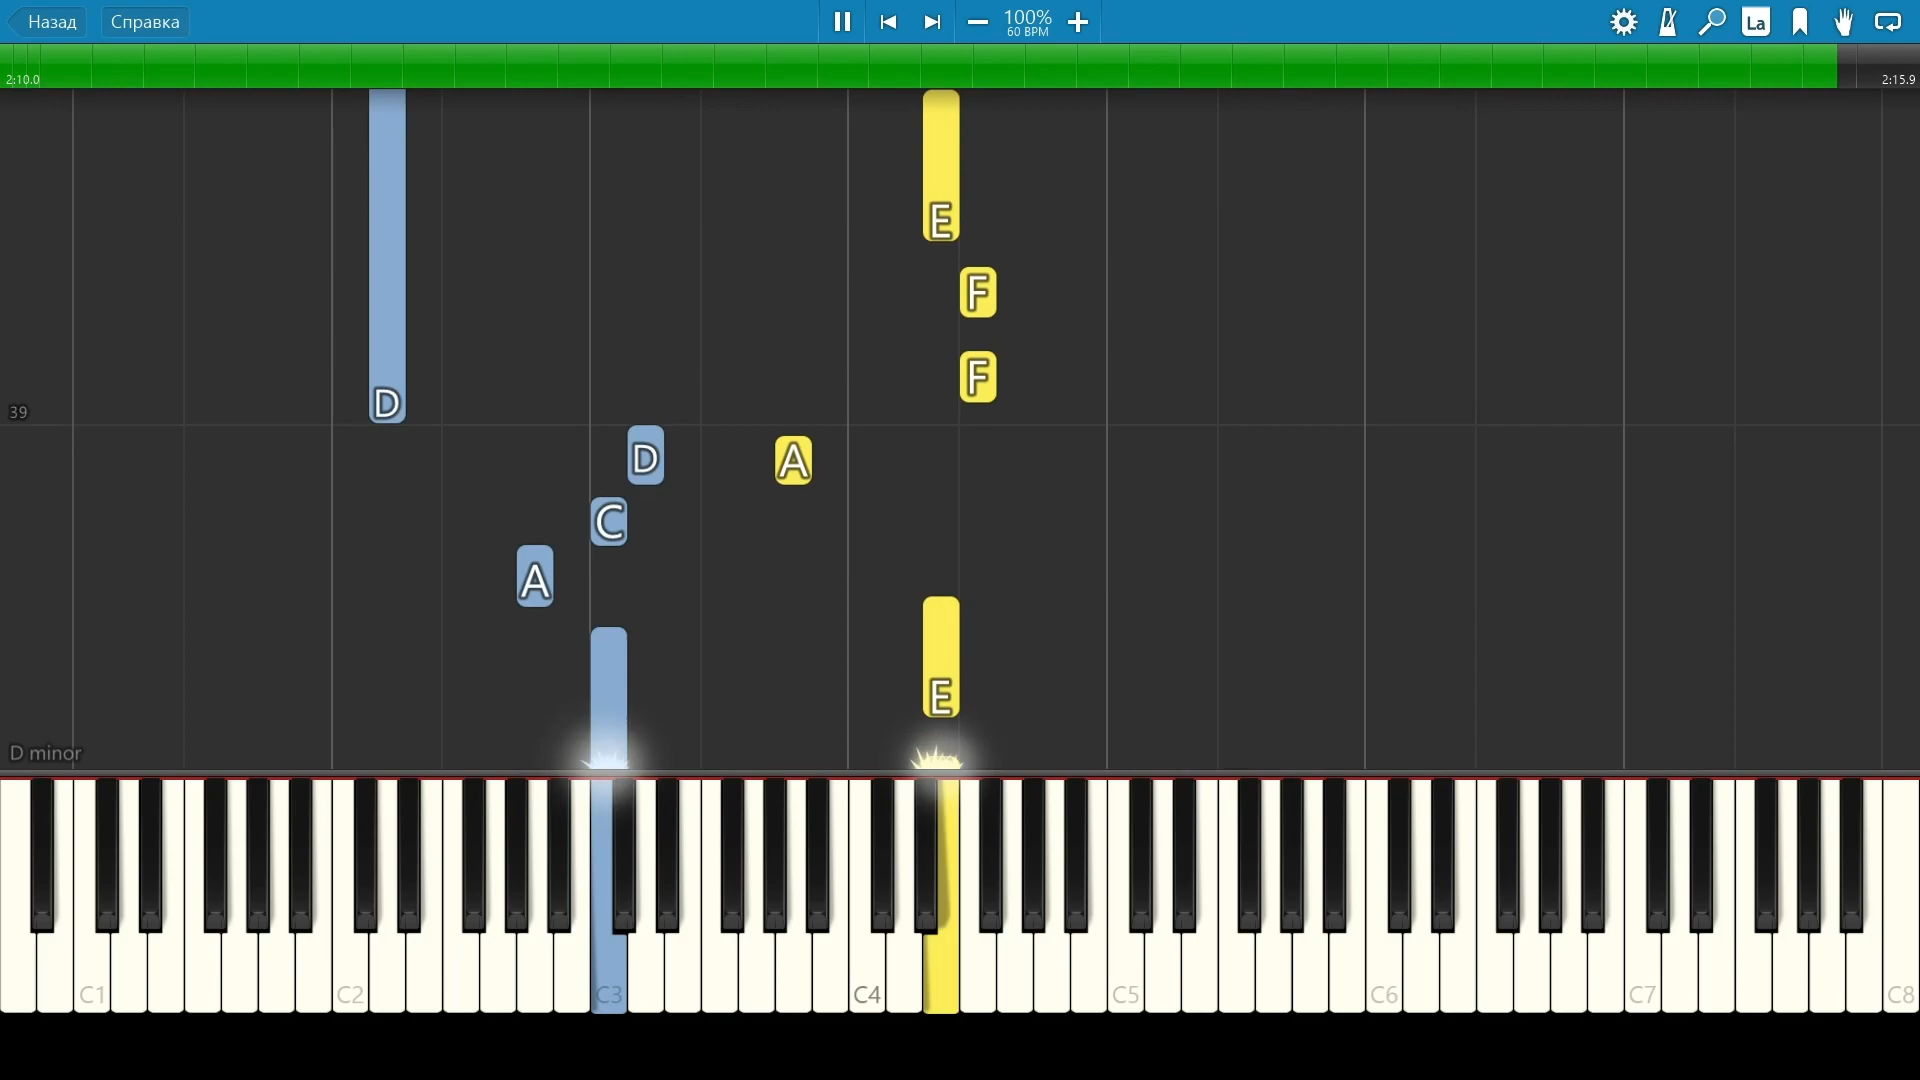 Назад
Справка
100%
60 BPM
La
2:10.0
2:15.9
E
F
F
D
39
D
A
C
A
E
D minor
C1
C2
C3
C4
C5
C6
C7
C8